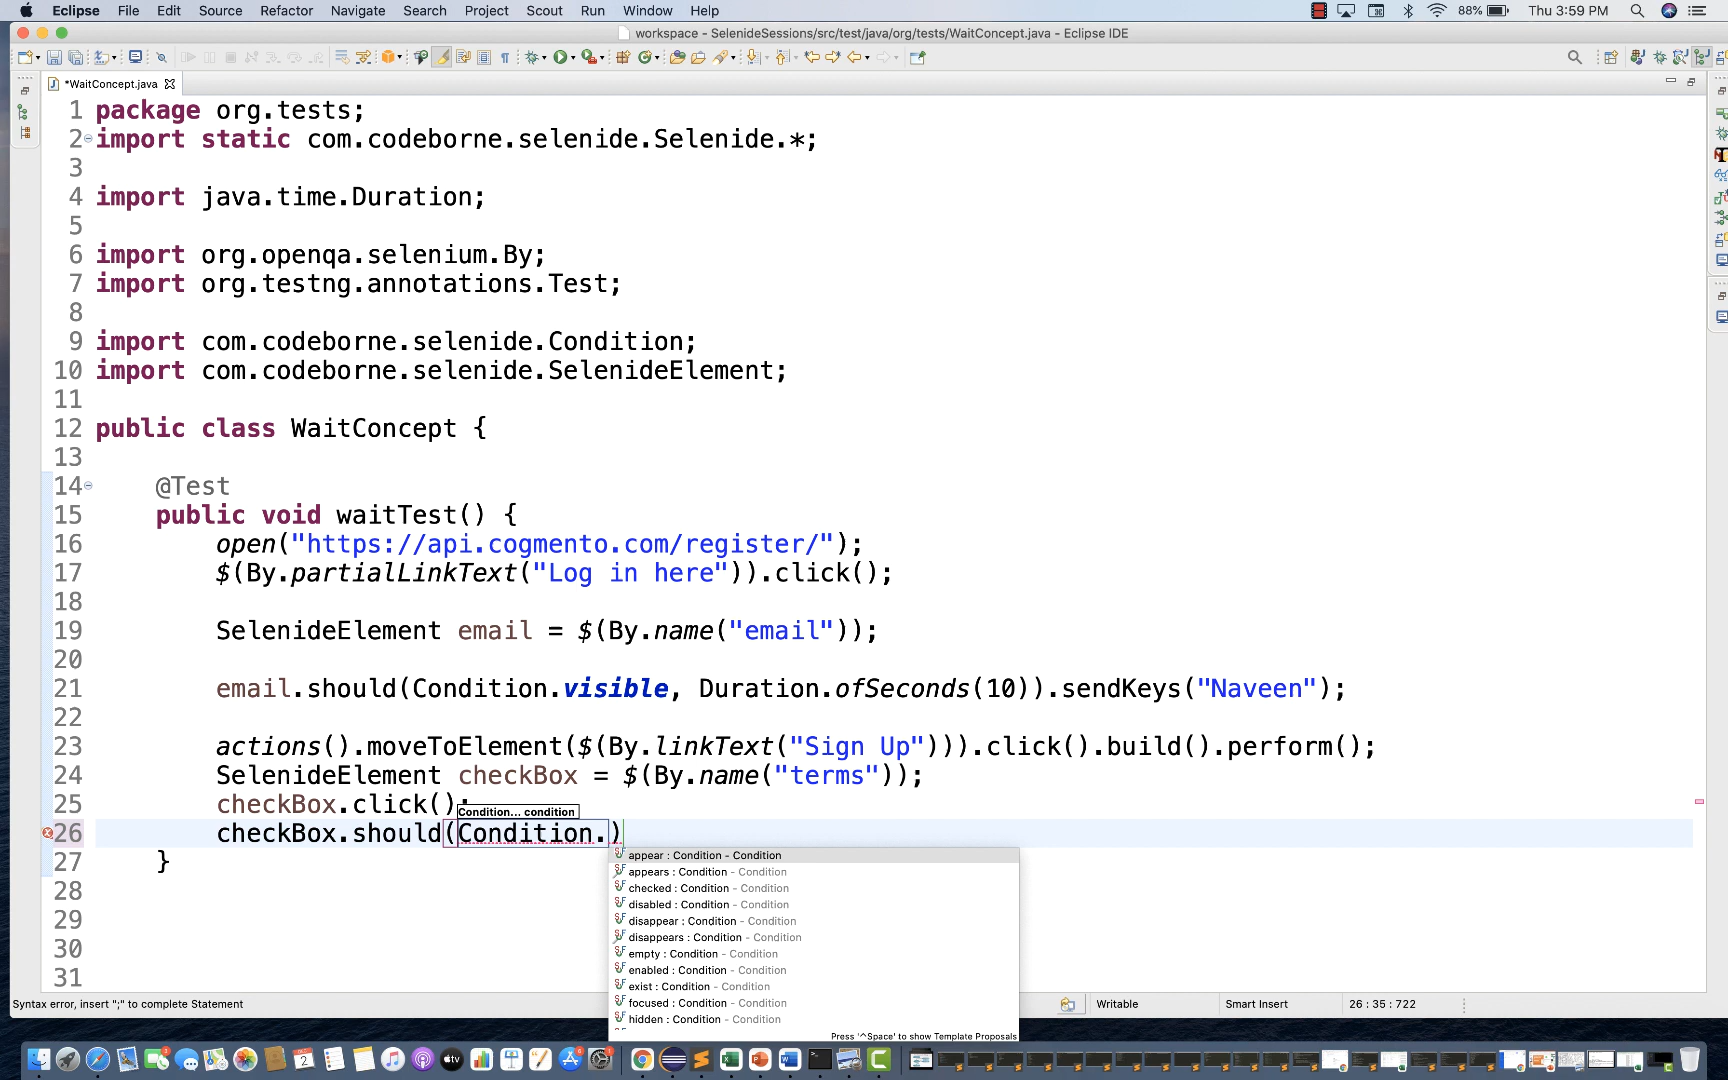 Eclipse File Edit Source Refactor Navigate Search Project Scout Run Window Help 88% Thu 3:59 PM
workspace - SelenideSessions/src/test/java/org/tests/WaitConcept.java - Eclipse IDE
*WaitConcept.java
1 package org.tests;
2 import static com.codeborne.selenide.Selenide.*;
3
4 import java.time.Duration;
5
6 import org.openqa.selenium.By;
7 import org.testng.annotations.Test;
8
9 import com.codeborne.selenide.Condition;
10 import com.codeborne.selenide.SelenideElement;
11
12 public class WaitConcept {
13
14 @Test
15 public void waitTest() {
16 open("https://api.cogmento.com/register/");
17 $(By.partialLinkText("Log in here")).click();
18
19 SelenideElement email = $(By.name("email"));
20
21 email.should(Condition.visible, Duration.ofSeconds(10)).sendKeys("Naveen");
22
23 actions().moveToElement($(By.linkText("Sign Up"))).click().build().perform();
24 SelenideElement checkBox = $(By.name("terms"));
25 checkBox.click();
Condition... condition
26 checkBox.should(Condition.)
27 }
28
29
30
31
appear : Condition - Condition
appears : Condition - Condition
checked : Condition - Condition
disabled : Condition - Condition
disappear : Condition - Condition
disappears : Condition - Condition
empty : Condition - Condition
enabled : Condition - Condition
exist : Condition - Condition
focused : Condition - Condition
hidden : Condition - Condition
Press '^Space' to show Template Proposals
Syntax error, insert ";" to complete Statement Writable Smart Insert 26 : 35 : 722